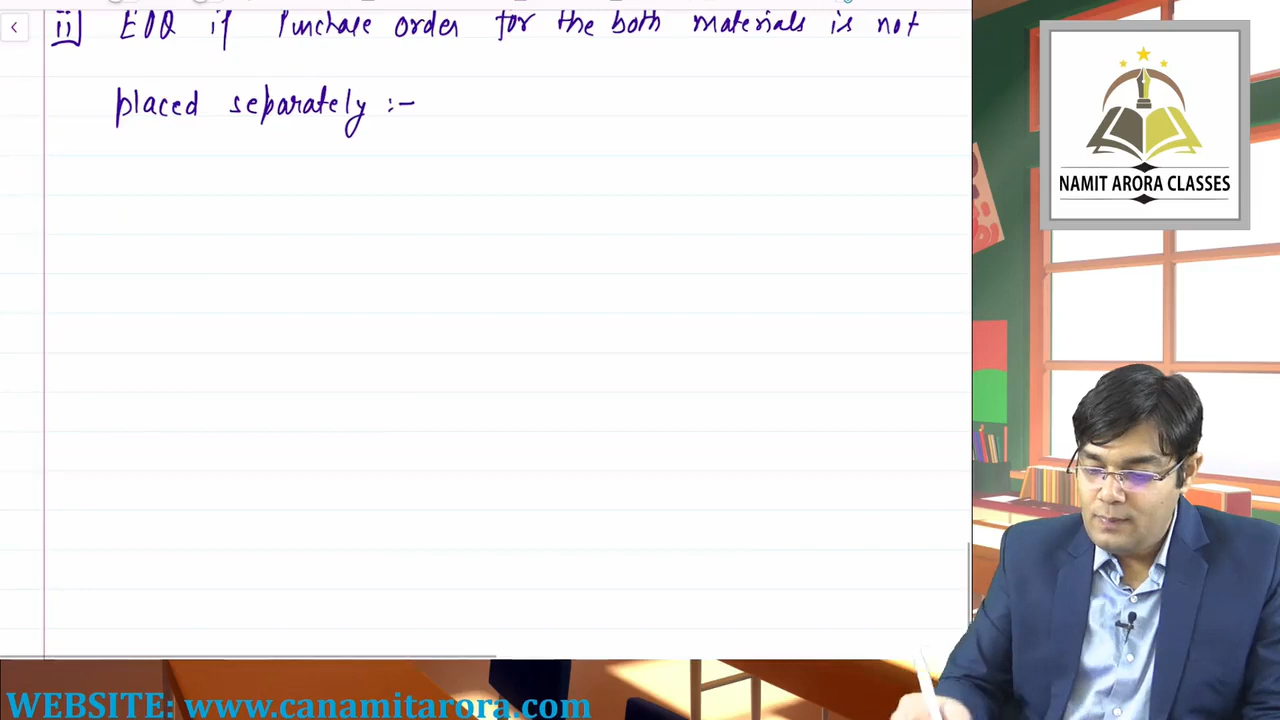 ii] EOQ if Purchase order for the both materials is not
placed separately :-
NAMIT ARORA CLASSES
WEBSITE: www.canamitarora.com